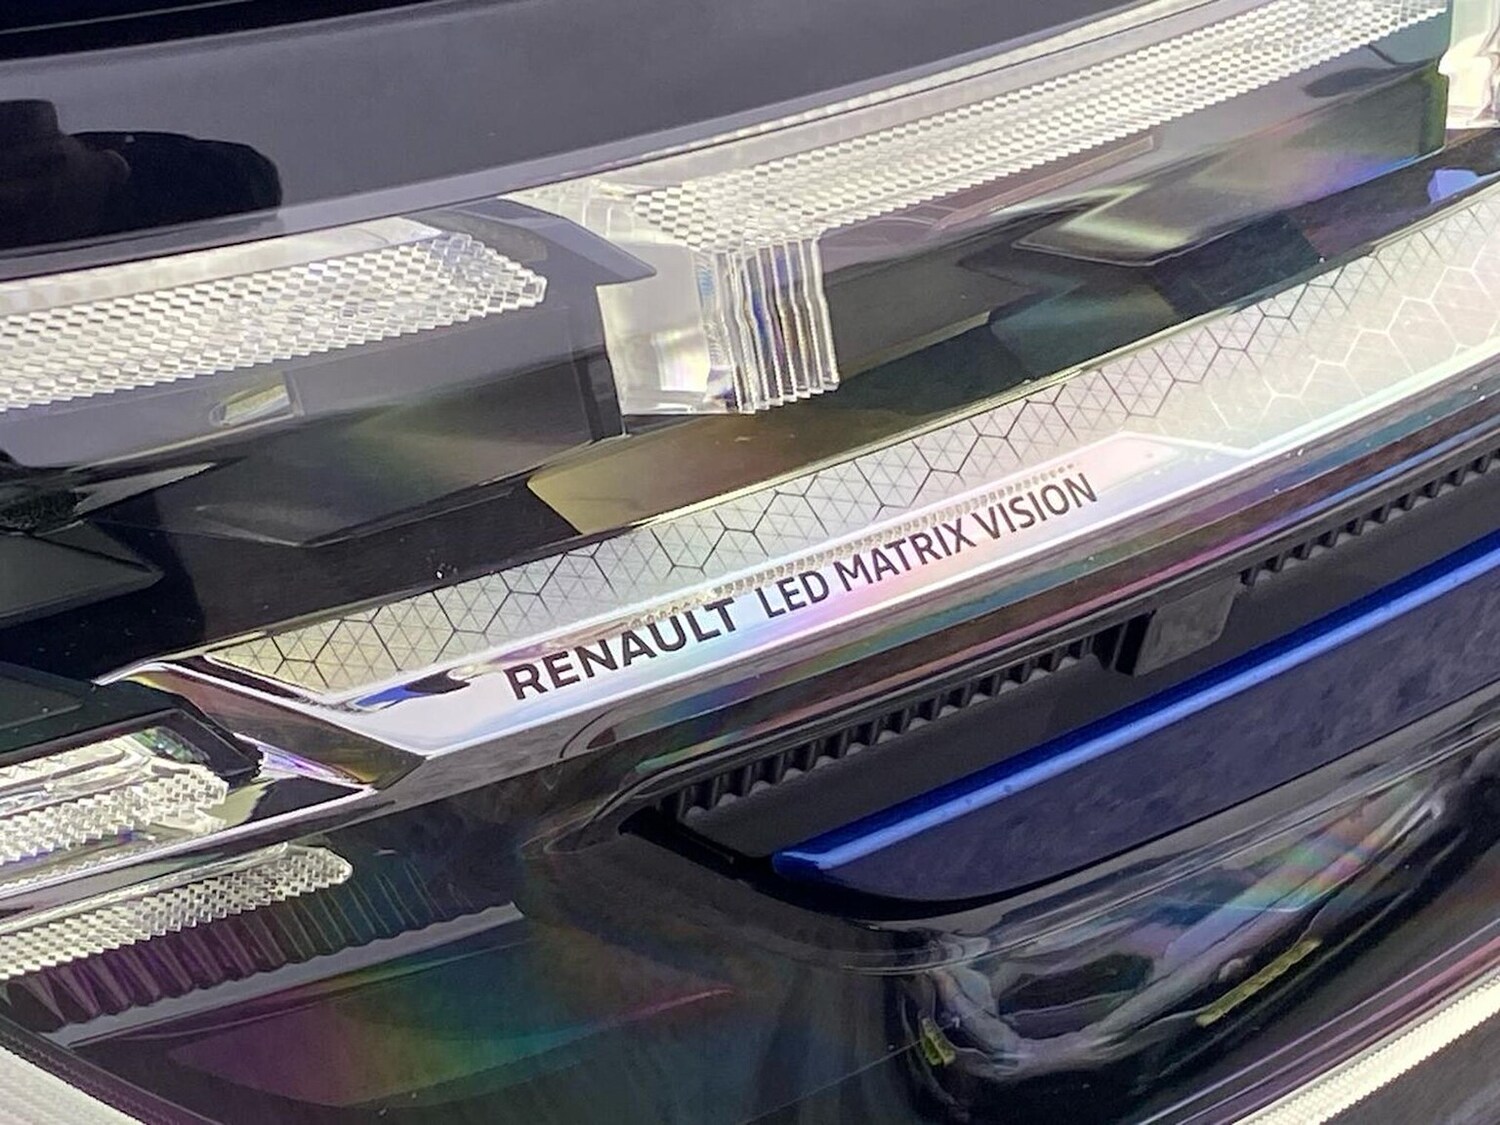 RENAULT LED MATRIX VISION